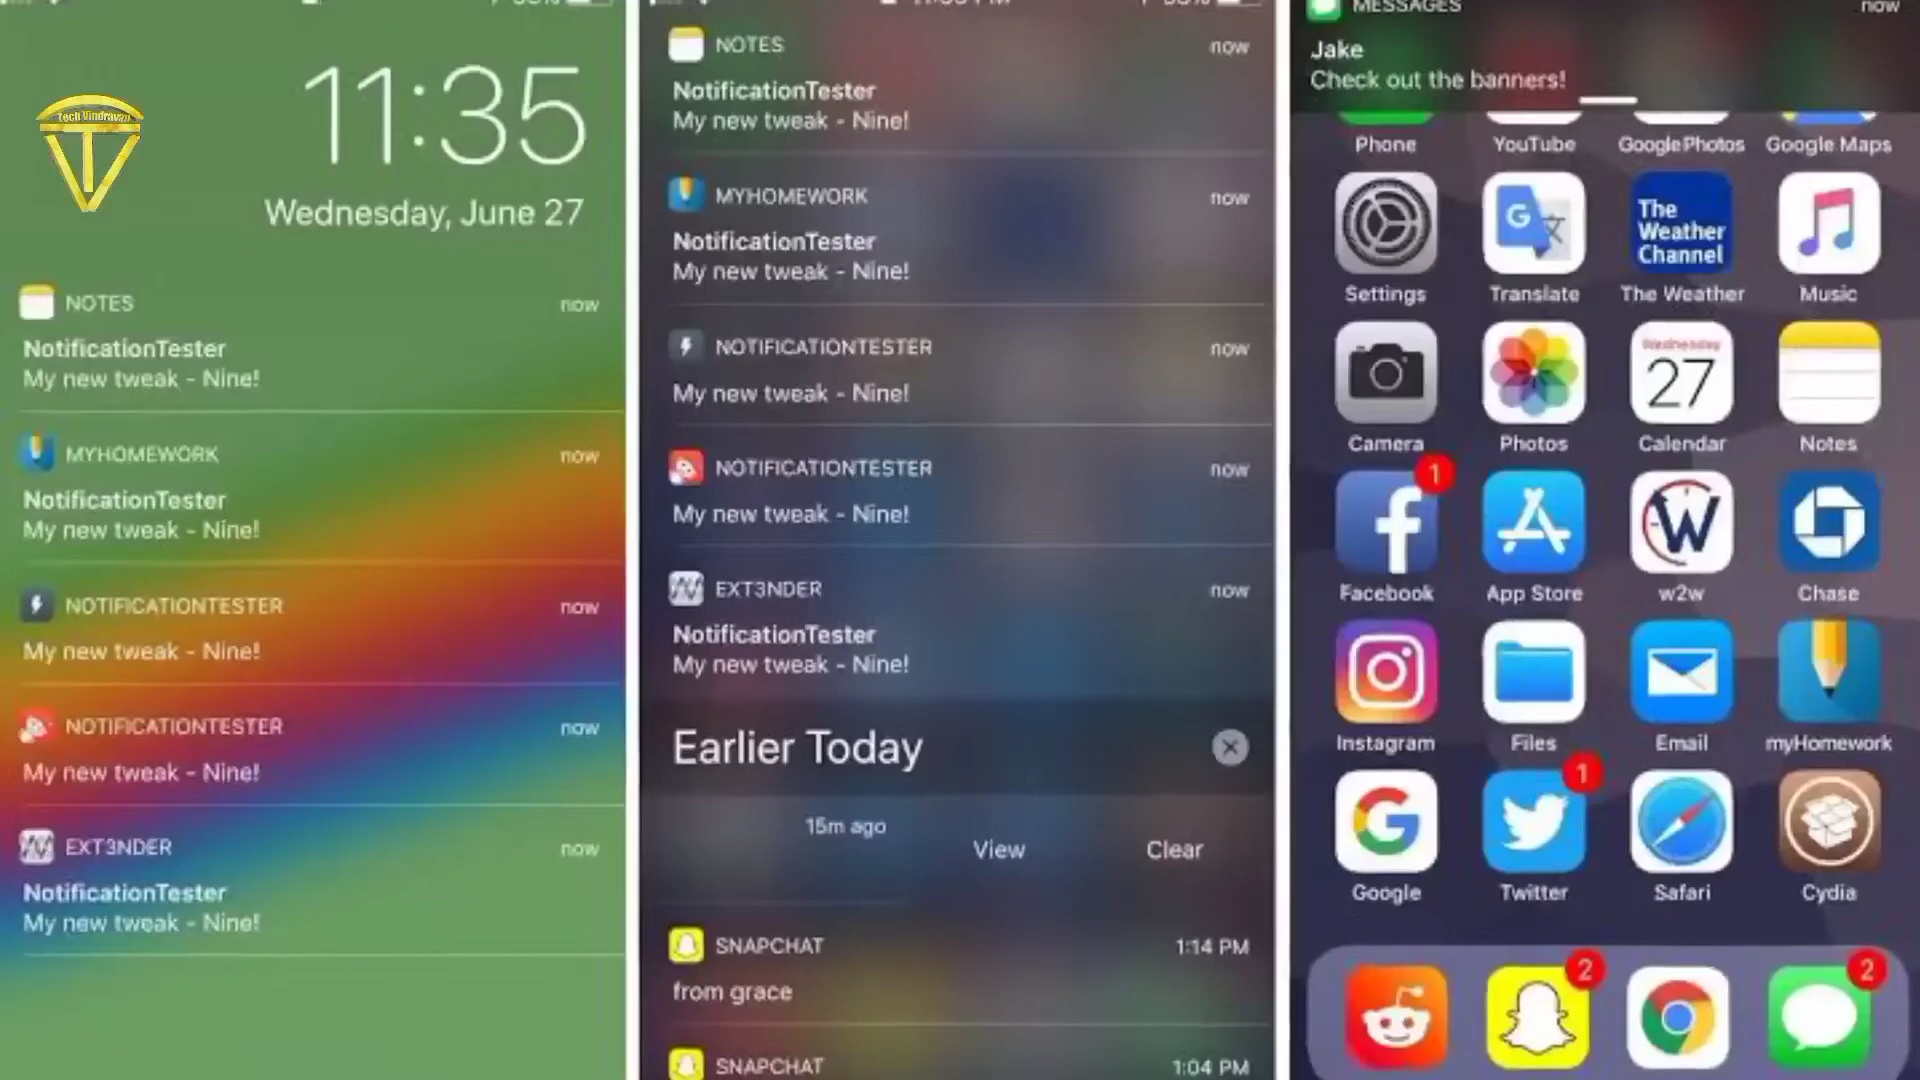 Tech Vindravan
11:35
Wednesday, June 27
NOTES now
NotificationTester
My new tweak - Nine!
MYHOMEWORK now
NotificationTester
My new tweak - Nine!
NOTIFICATIONTESTER now
My new tweak - Nine!
NOTIFICATIONTESTER now
My new tweak - Nine!
EXT3NDER now
NotificationTester
My new tweak - Nine!
NOTES now
NotificationTester
My new tweak - Nine!
MYHOMEWORK now
NotificationTester
My new tweak - Nine!
NOTIFICATIONTESTER now
My new tweak - Nine!
NOTIFICATIONTESTER now
My new tweak - Nine!
EXT3NDER now
NotificationTester
My new tweak - Nine!
Earlier Today
15m ago View Clear
SNAPCHAT 1:14 PM
from grace
SNAPCHAT 1:04 PM
MESSAGES now
Jake
Check out the banners!
Phone YouTube Google Photos Google Maps
The
Weather
Channel
Settings Translate The Weather Music
Wednesday
27
Camera Photos Calendar Notes
1
W
Facebook App Store w2w Chase
Instagram Files Email myHomework
1
Google Twitter Safari Cydia
2 2